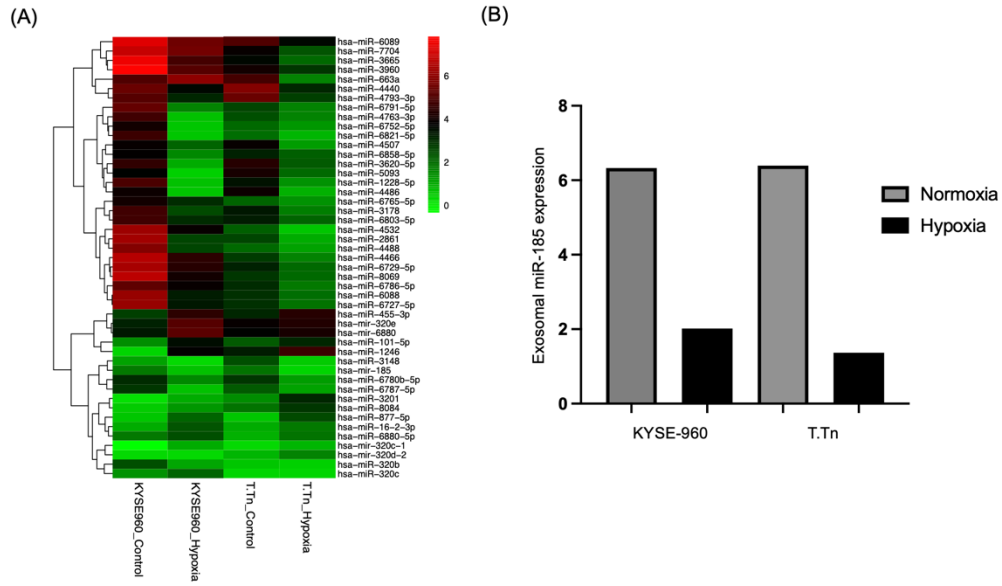 (A)
hsa-miR-6089
hsa-miR-7704
hsa-miR-3665
hsa-miR-3960
hsa-miR-663a
hsa-miR-4440
hsa-miR-4793-3p
hsa-miR-6791-5p
hsa-miR-4763-3p
hsa-miR-6752-5p
hsa-miR-6821-5p
hsa-miR-4507
hsa-miR-6858-5p
hsa-miR-3620-5p
hsa-miR-5093
hsa-miR-1228-5p
hsa-miR-4486
hsa-miR-6765-5p
hsa-miR-3178
hsa-miR-6803-5p
hsa-miR-4532
hsa-miR-2861
hsa-miR-4488
hsa-miR-4466
hsa-miR-6729-5p
hsa-miR-8069
hsa-miR-6786-5p
hsa-miR-6088
hsa-miR-6727-5p
hsa-miR-455-3p
hsa-mir-320e
hsa-mir-6880
hsa-miR-101-5p
hsa-miR-1246
hsa-miR-3148
hsa-mir-185
hsa-miR-6780b-5p
hsa-miR-6787-5p
hsa-miR-3201
hsa-miR-8084
hsa-miR-877-5p
hsa-miR-16-2-3p
hsa-miR-6880-5p
hsa-mir-320c-1
hsa-mir-320d-2
hsa-miR-320b
hsa-miR-320c
KYSE960_Control
KYSE960_Hypoxia
T.Tn_Control
T.Tn_Hypoxia
6
4
2
0
(B)
Exosomal miR-185 expression
8
6
4
2
0
KYSE-960
T.Tn
Normoxia
Hypoxia